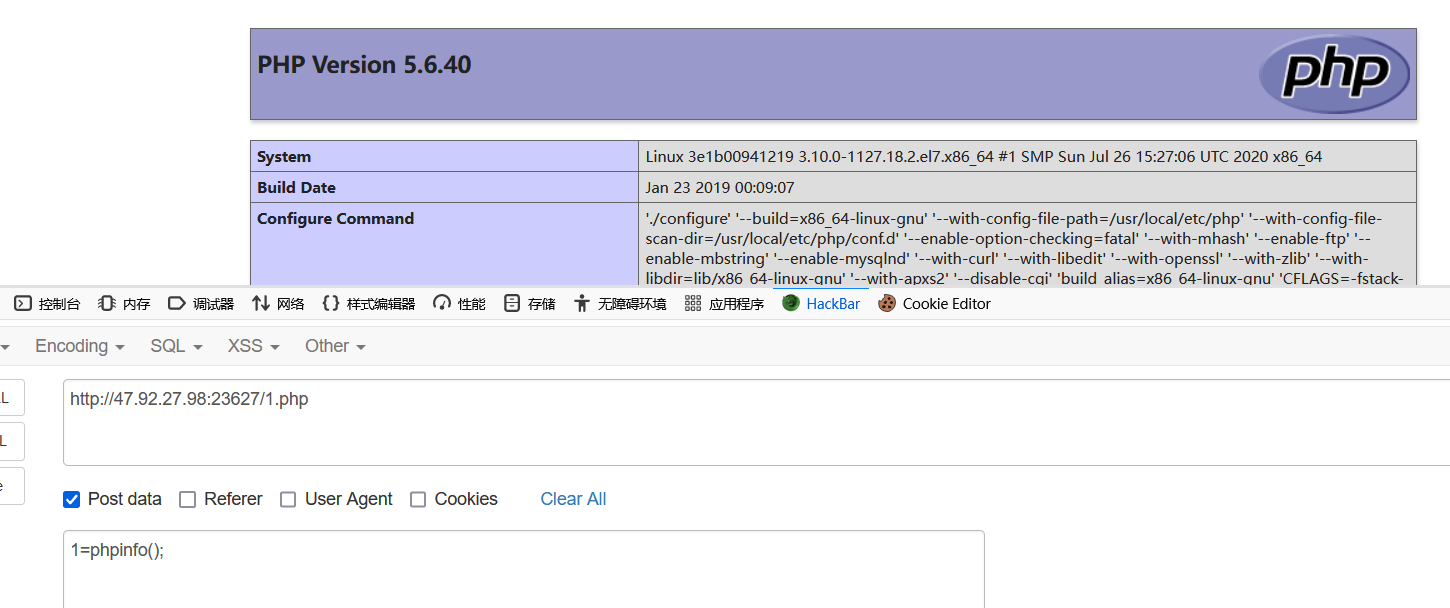 PHP Version 5.6.40
php
System Linux 3e1b00941219 3.10.0-1127.18.2.el7.x86_64 #1 SMP Sun Jul 26 15:27:06 UTC 2020 x86_64
Build Date Jan 23 2019 00:09:07
Configure Command './configure' '--build=x86_64-linux-gnu' '--with-config-file-path=/usr/local/etc/php' '--with-config-file-
scan-dir=/usr/local/etc/php/conf.d' '--enable-option-checking=fatal' '--with-mhash' '--enable-ftp' '--
enable-mbstring' '--enable-mysqlnd' '--with-curl' '--with-libedit' '--with-openssl' '--with-zlib' '--with-
libdir=lib/x86_64-linux-gnu' '--with-apxs2' '--disable-cgi' 'build_alias=x86_64-linux-gnu' 'CFLAGS=-fstack-
控制台 内存 调试器 网络 样式编辑器 性能 存储 无障碍环境 应用程序 HackBar Cookie Editor
Encoding SQL XSS Other
L
http://47.92.27.98:23627/1.php
L
e
Post data Referer User Agent Cookies Clear All
1=phpinfo();